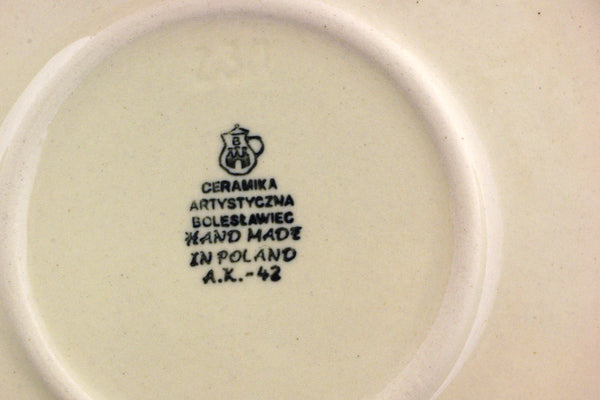 B
CERAMIKA
ARTYSTYCZNA
BOLESŁAWIEC
HAND MADE
IN POLAND
A.K.-42